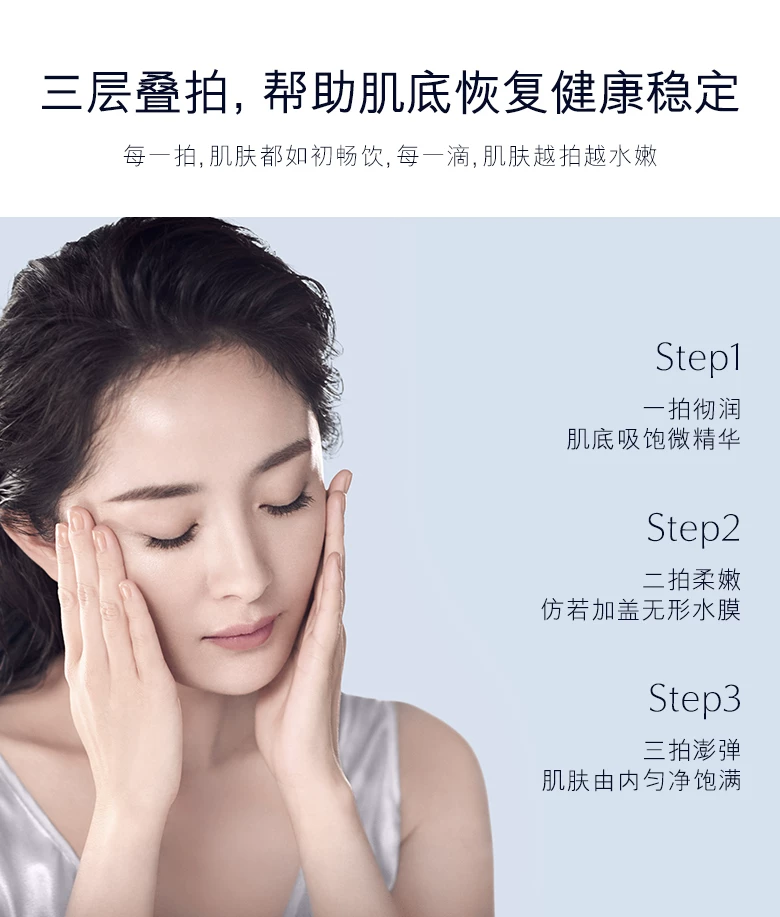 三层叠拍,帮助肌底恢复健康稳定
每一拍,肌肤都如初畅饮,每一滴,肌肤越拍越水嫩
Step1
一拍彻润
肌底吸饱微精华
Step2
二拍柔嫩
仿若加盖无形水膜
Step3
三拍澎弹
肌肤由内匀净饱满